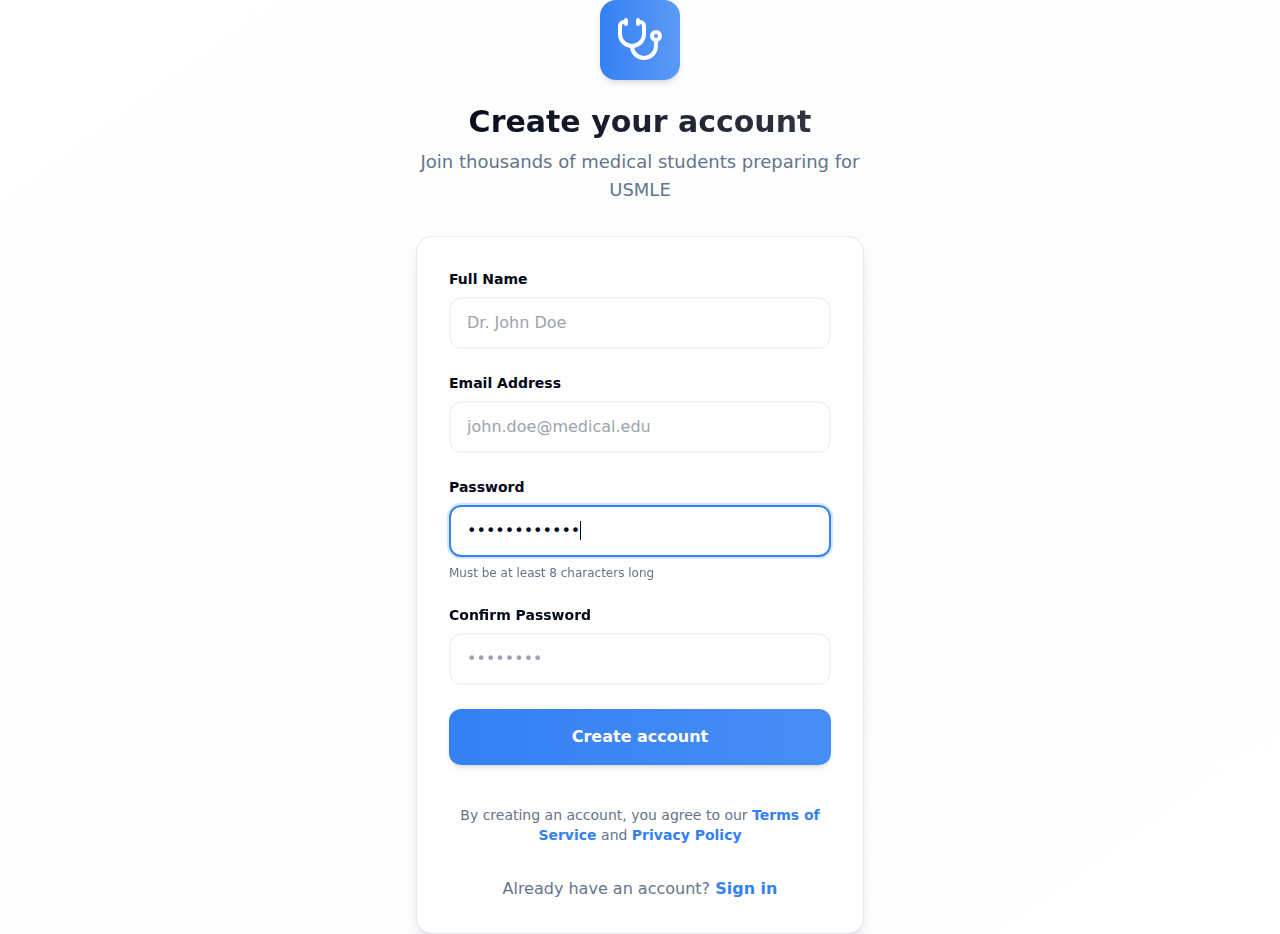 Create your account
Join thousands of medical students preparing for
USMLE
Full Name
Dr. John Doe
Email Address
john.doe@medical.edu
Password
••••••••••••
Must be at least 8 characters long
Confirm Password
••••••••
Create account
By creating an account, you agree to our Terms of
Service and Privacy Policy
Already have an account? Sign in